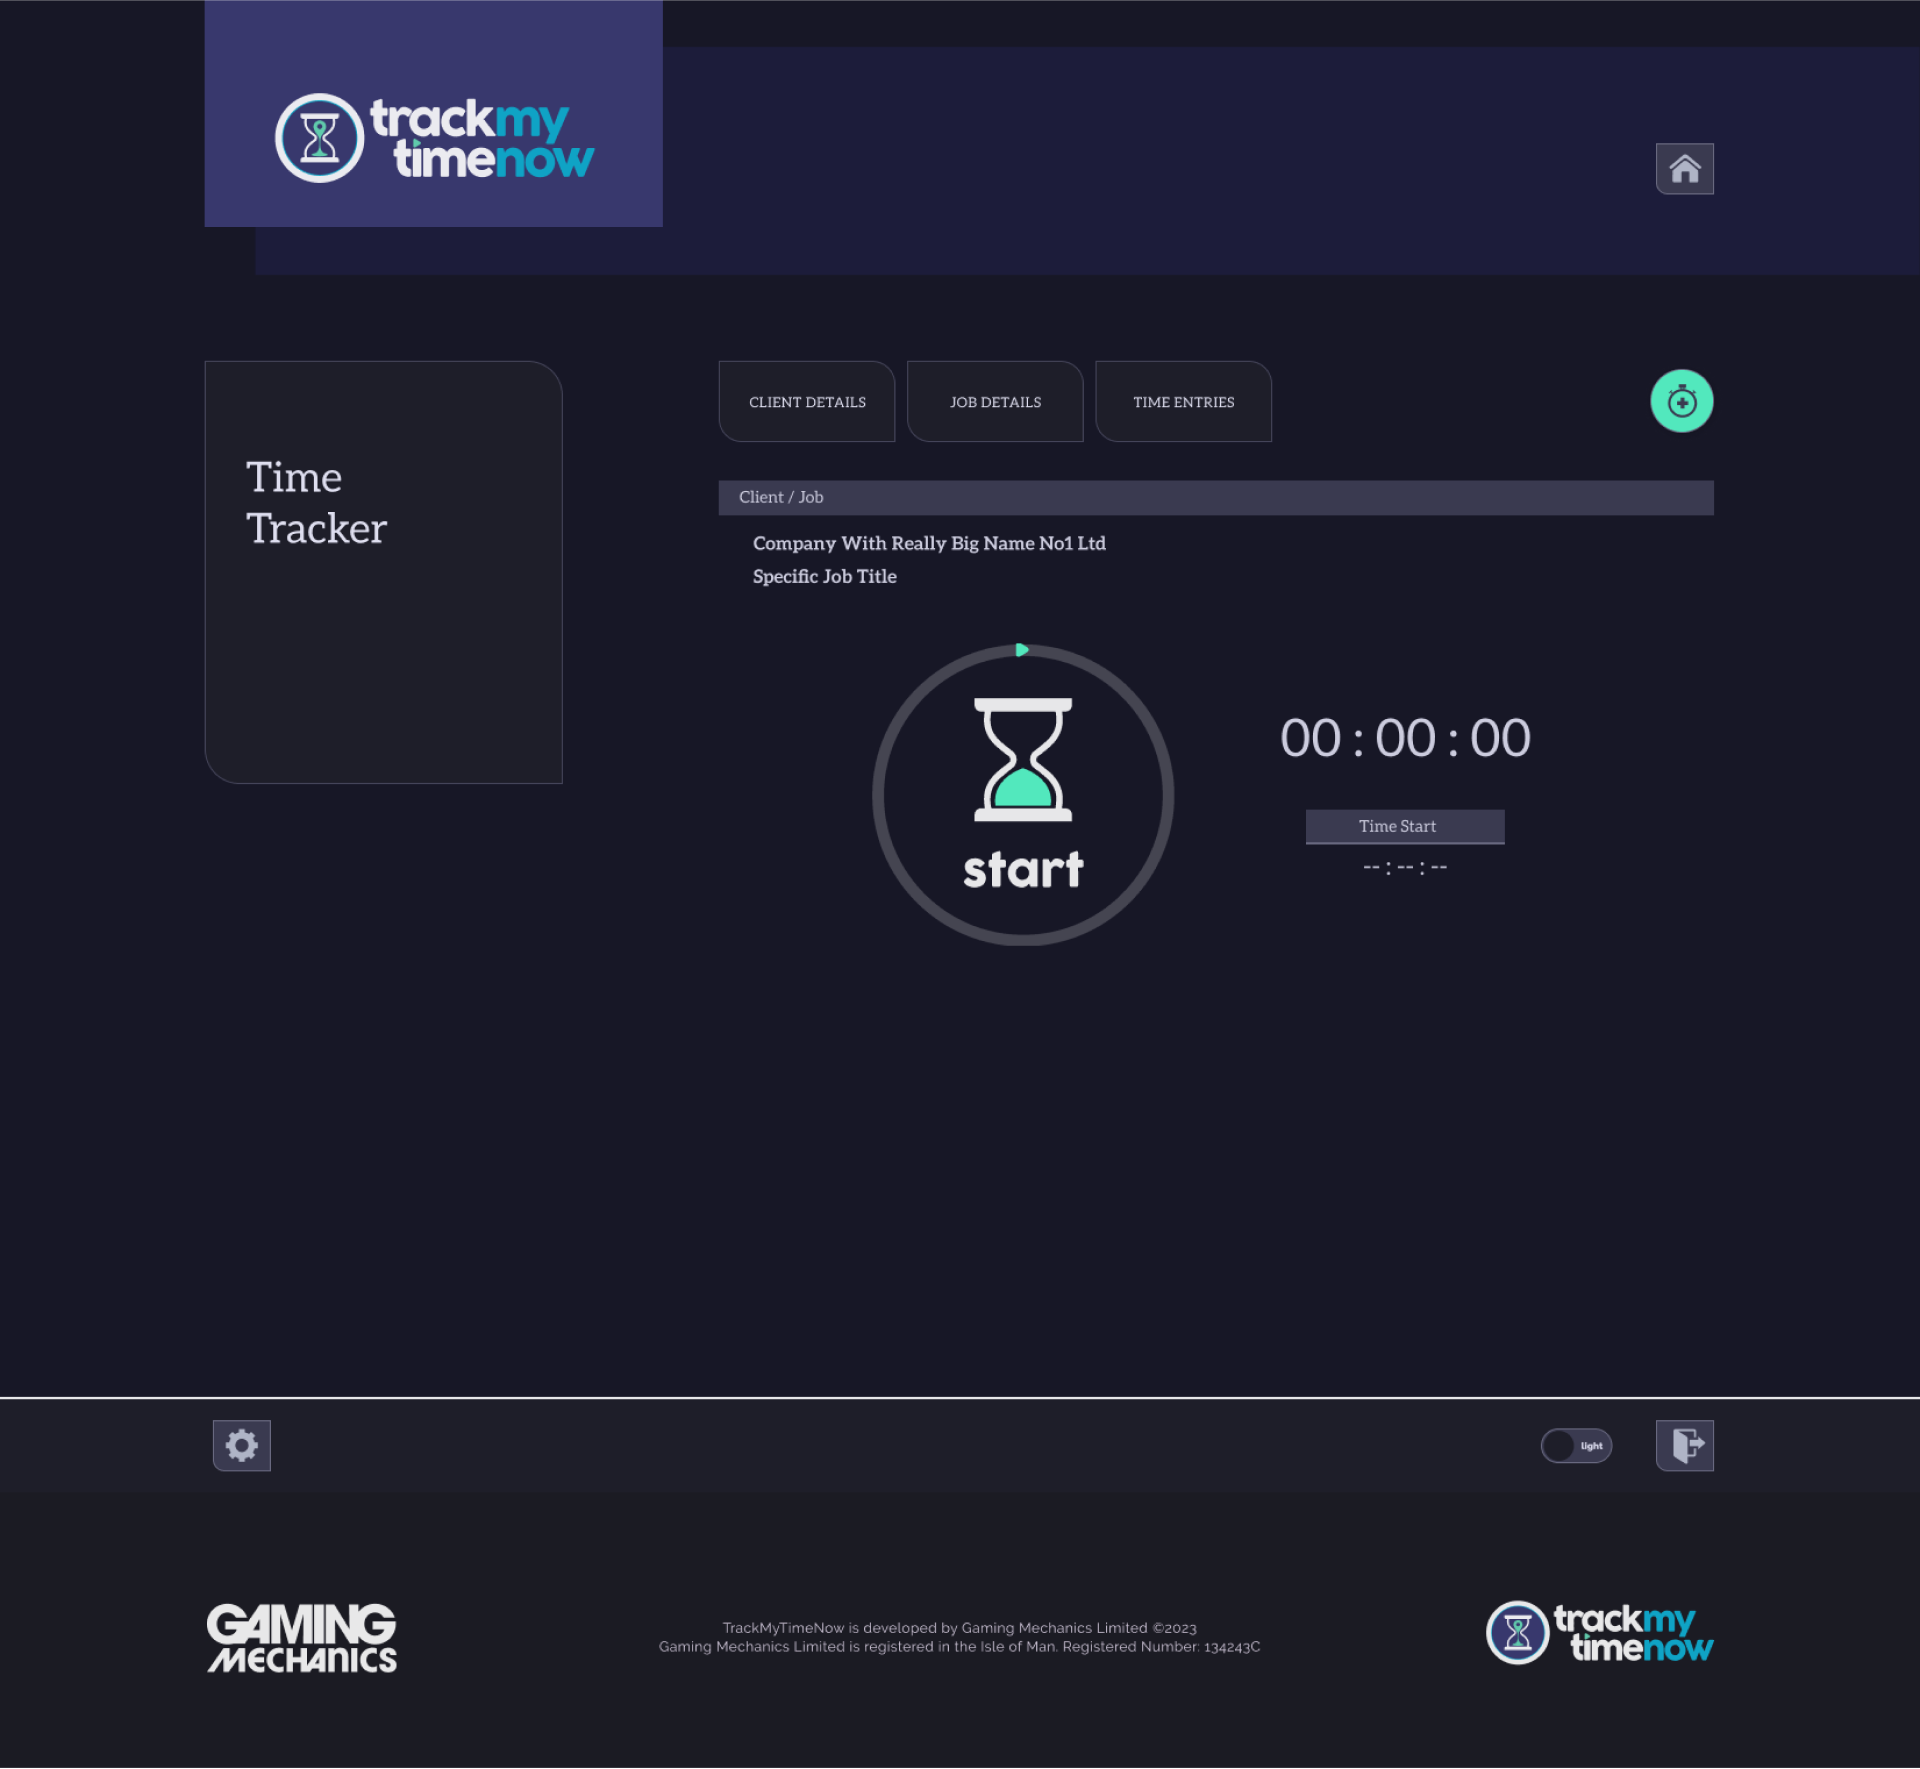 trackmy
timenow
Time
Tracker
CLIENT DETAILS
JOB DETAILS
TIME ENTRIES
Client / Job
Company With Really Big Name No1 Ltd
Specific Job Title
start
00 : 00 : 00
Time Start
-- : -- : --
light
GAMING
MECHANICS
TrackMyTimeNow is developed by Gaming Mechanics Limited ©2023
Gaming Mechanics Limited is registered in the Isle of Man. Registered Number: 134243C
trackmy
timenow